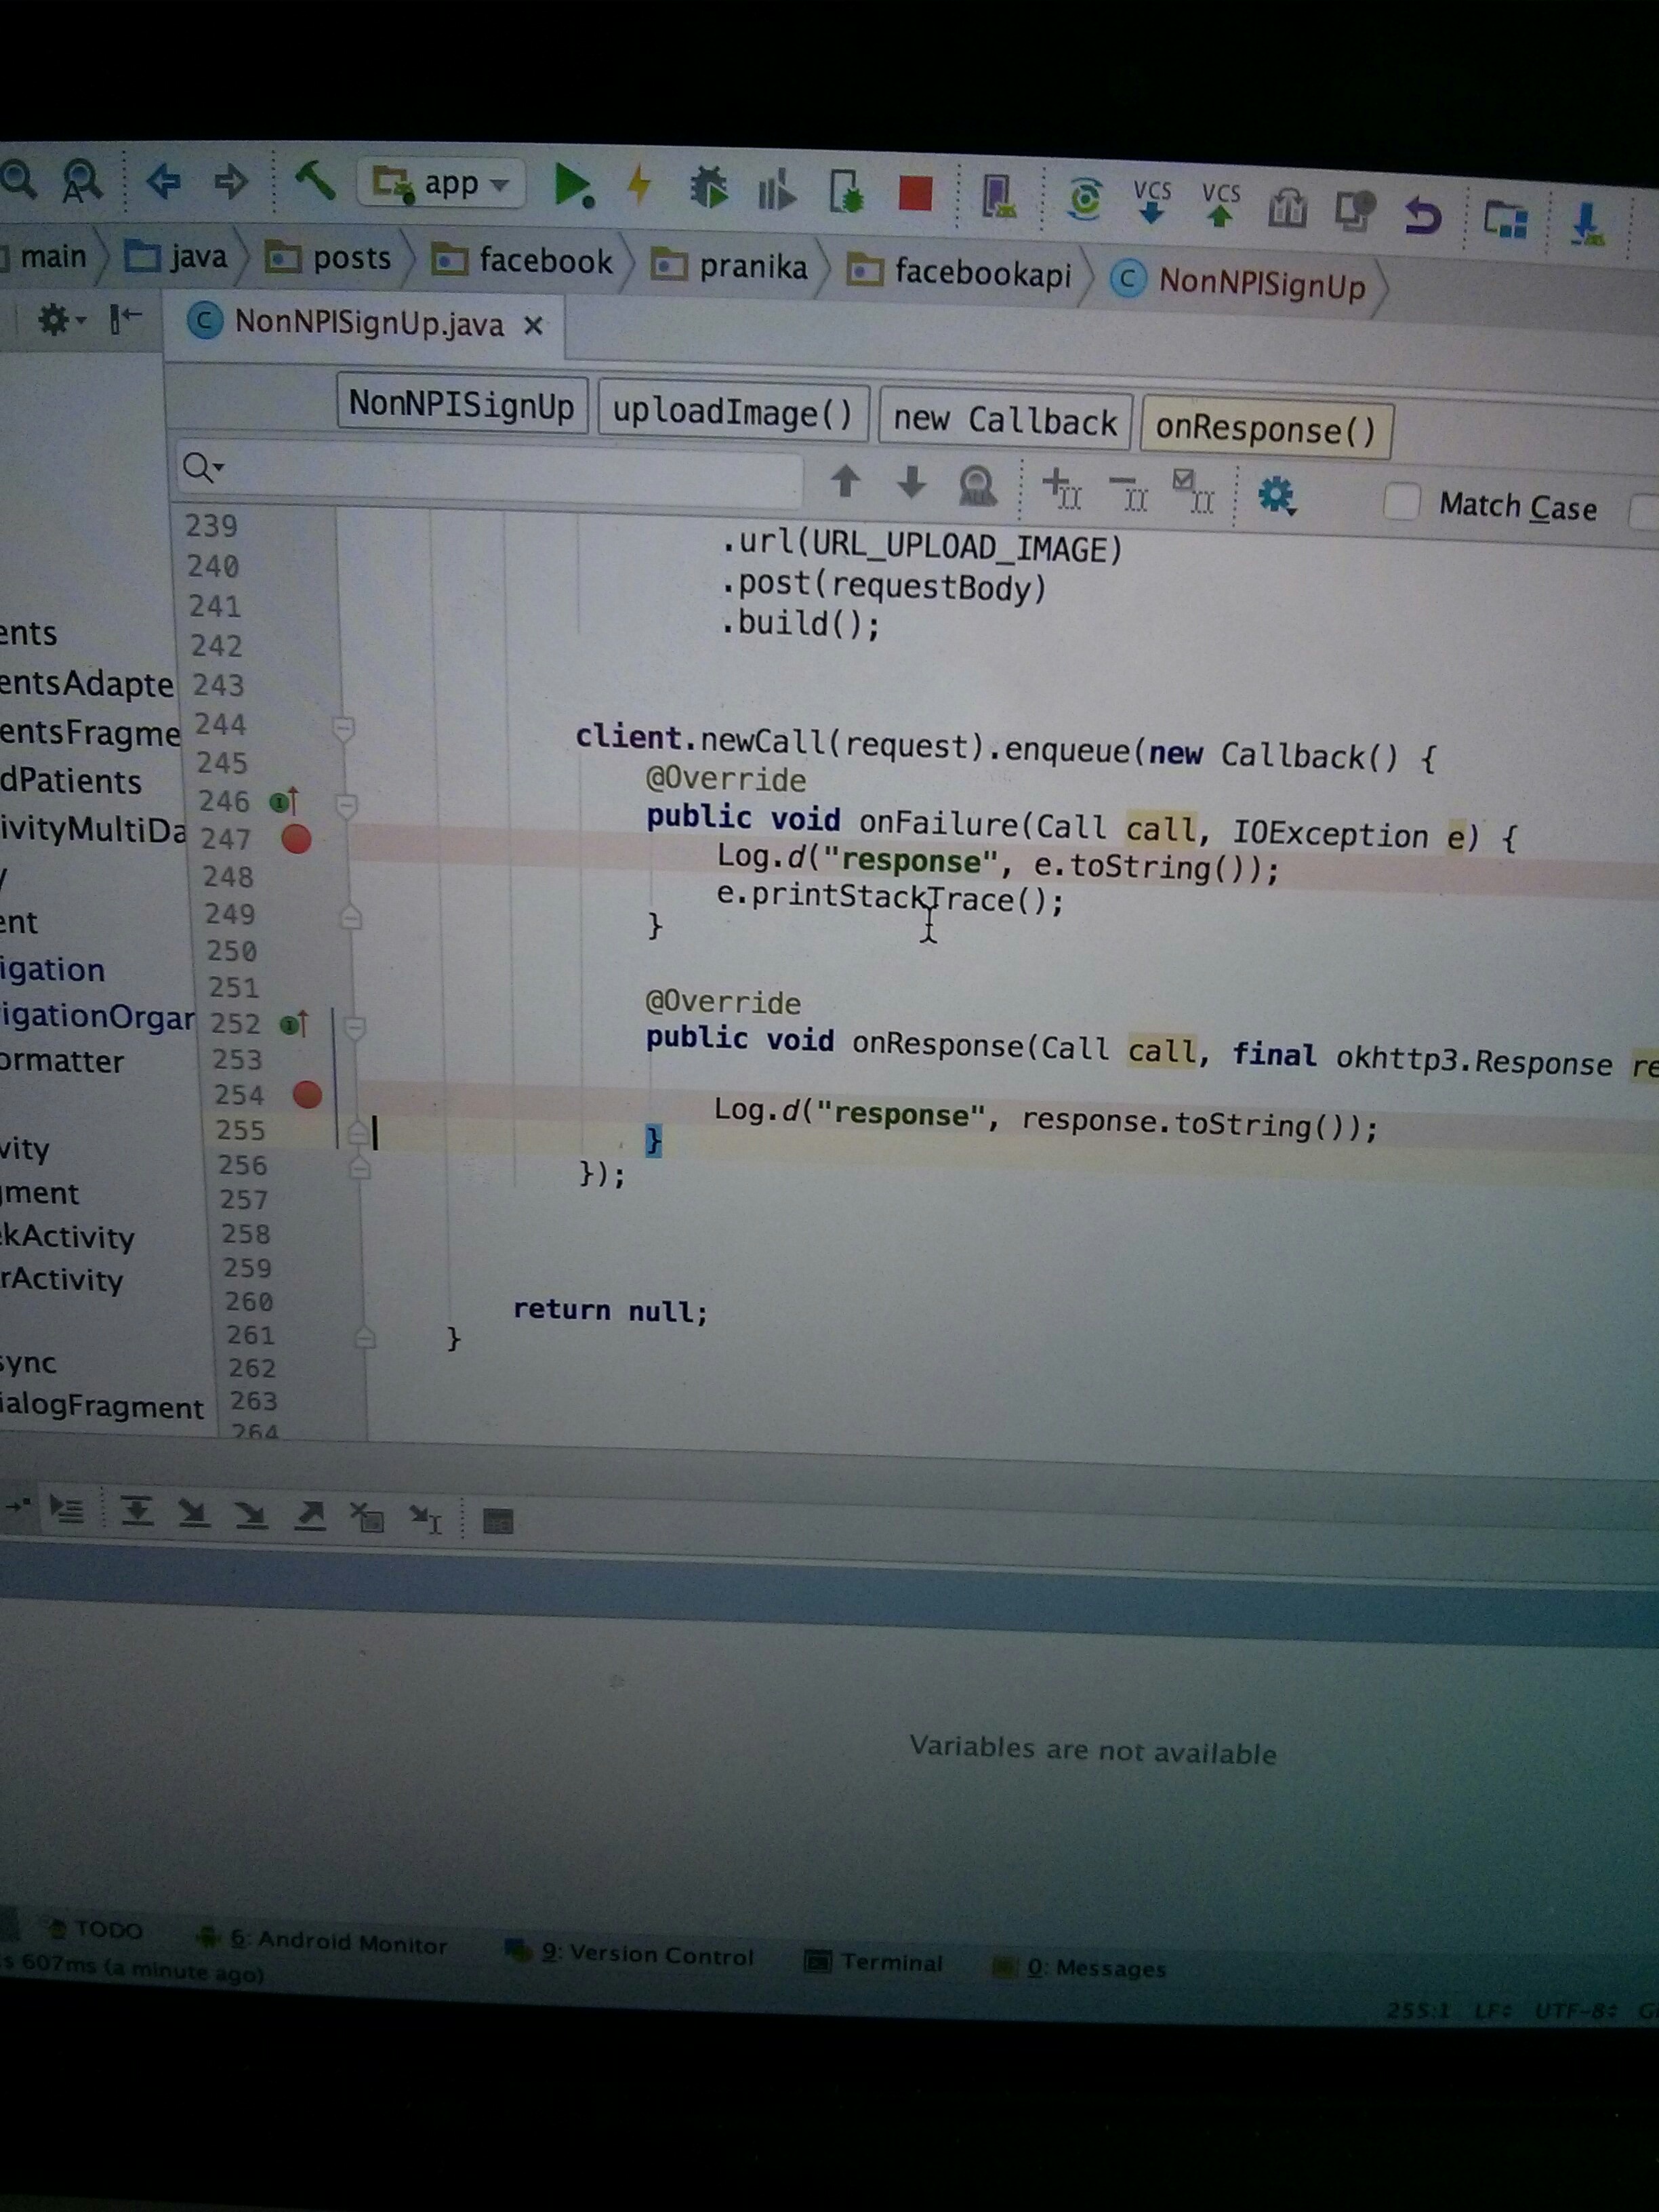 app
VCS
VCS
main
java
posts
facebook
pranika
facebookapi
NonNPISignUp
NonNPISignUp.java
NonNPISignUp
uploadImage()
new Callback
onResponse()
Match Case
239
.url(URL_UPLOAD_IMAGE)
240
.post(requestBody)
241
.build();
ents
242
entsAdapte
243
entsFragme
244
client.newCall(request).enqueue(new Callback() {
245
@Override
dPatients
246
public void onFailure(Call call, IOException e) {
ivityMultiDa
247
Log.d("response", e.toString());
y
248
e.printStackTrace();
ent
249
}
250
igation
251
@Override
igationOrgan
252
public void onResponse(Call call, final okhttp3.Response re
ormatter
253
254
Log.d("response", response.toString());
255
}
vity
256
});
gment
257
kActivity
258
rActivity
259
260
return null;
261
}
sync
262
ialogFragment
263
264
Variables are not available
TODO
6: Android Monitor
9: Version Control
Terminal
0: Messages
s 607ms (a minute ago)
255:1
LF
UTF-8